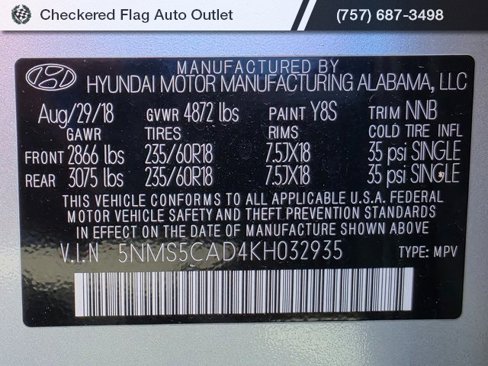 Checkered Flag Auto Outlet (757) 687-3498
MANUFACTURED BY
HYUNDAI MOTOR MANUFACTURING ALABAMA, LLC
Aug/29/18 GVWR 4872 lbs PAINT Y8S TRIM NNB
GAWR TIRES RIMS COLD TIRE INFL
FRONT 2866 lbs 235/60R18 7.5JX18 35 psi SINGLE
REAR 3075 lbs 235/60R18 7.5JX18 35 psi SINGLE
THIS VEHICLE CONFORMS TO ALL APPLICABLE U.S.A. FEDERAL
MOTOR VEHICLE SAFETY AND THEFT PREVENTION STANDARDS
IN EFFECT ON THE DATE OF MANUFACTURE SHOWN ABOVE
V.I.N 5NMS5CAD4KH032935 TYPE: MPV